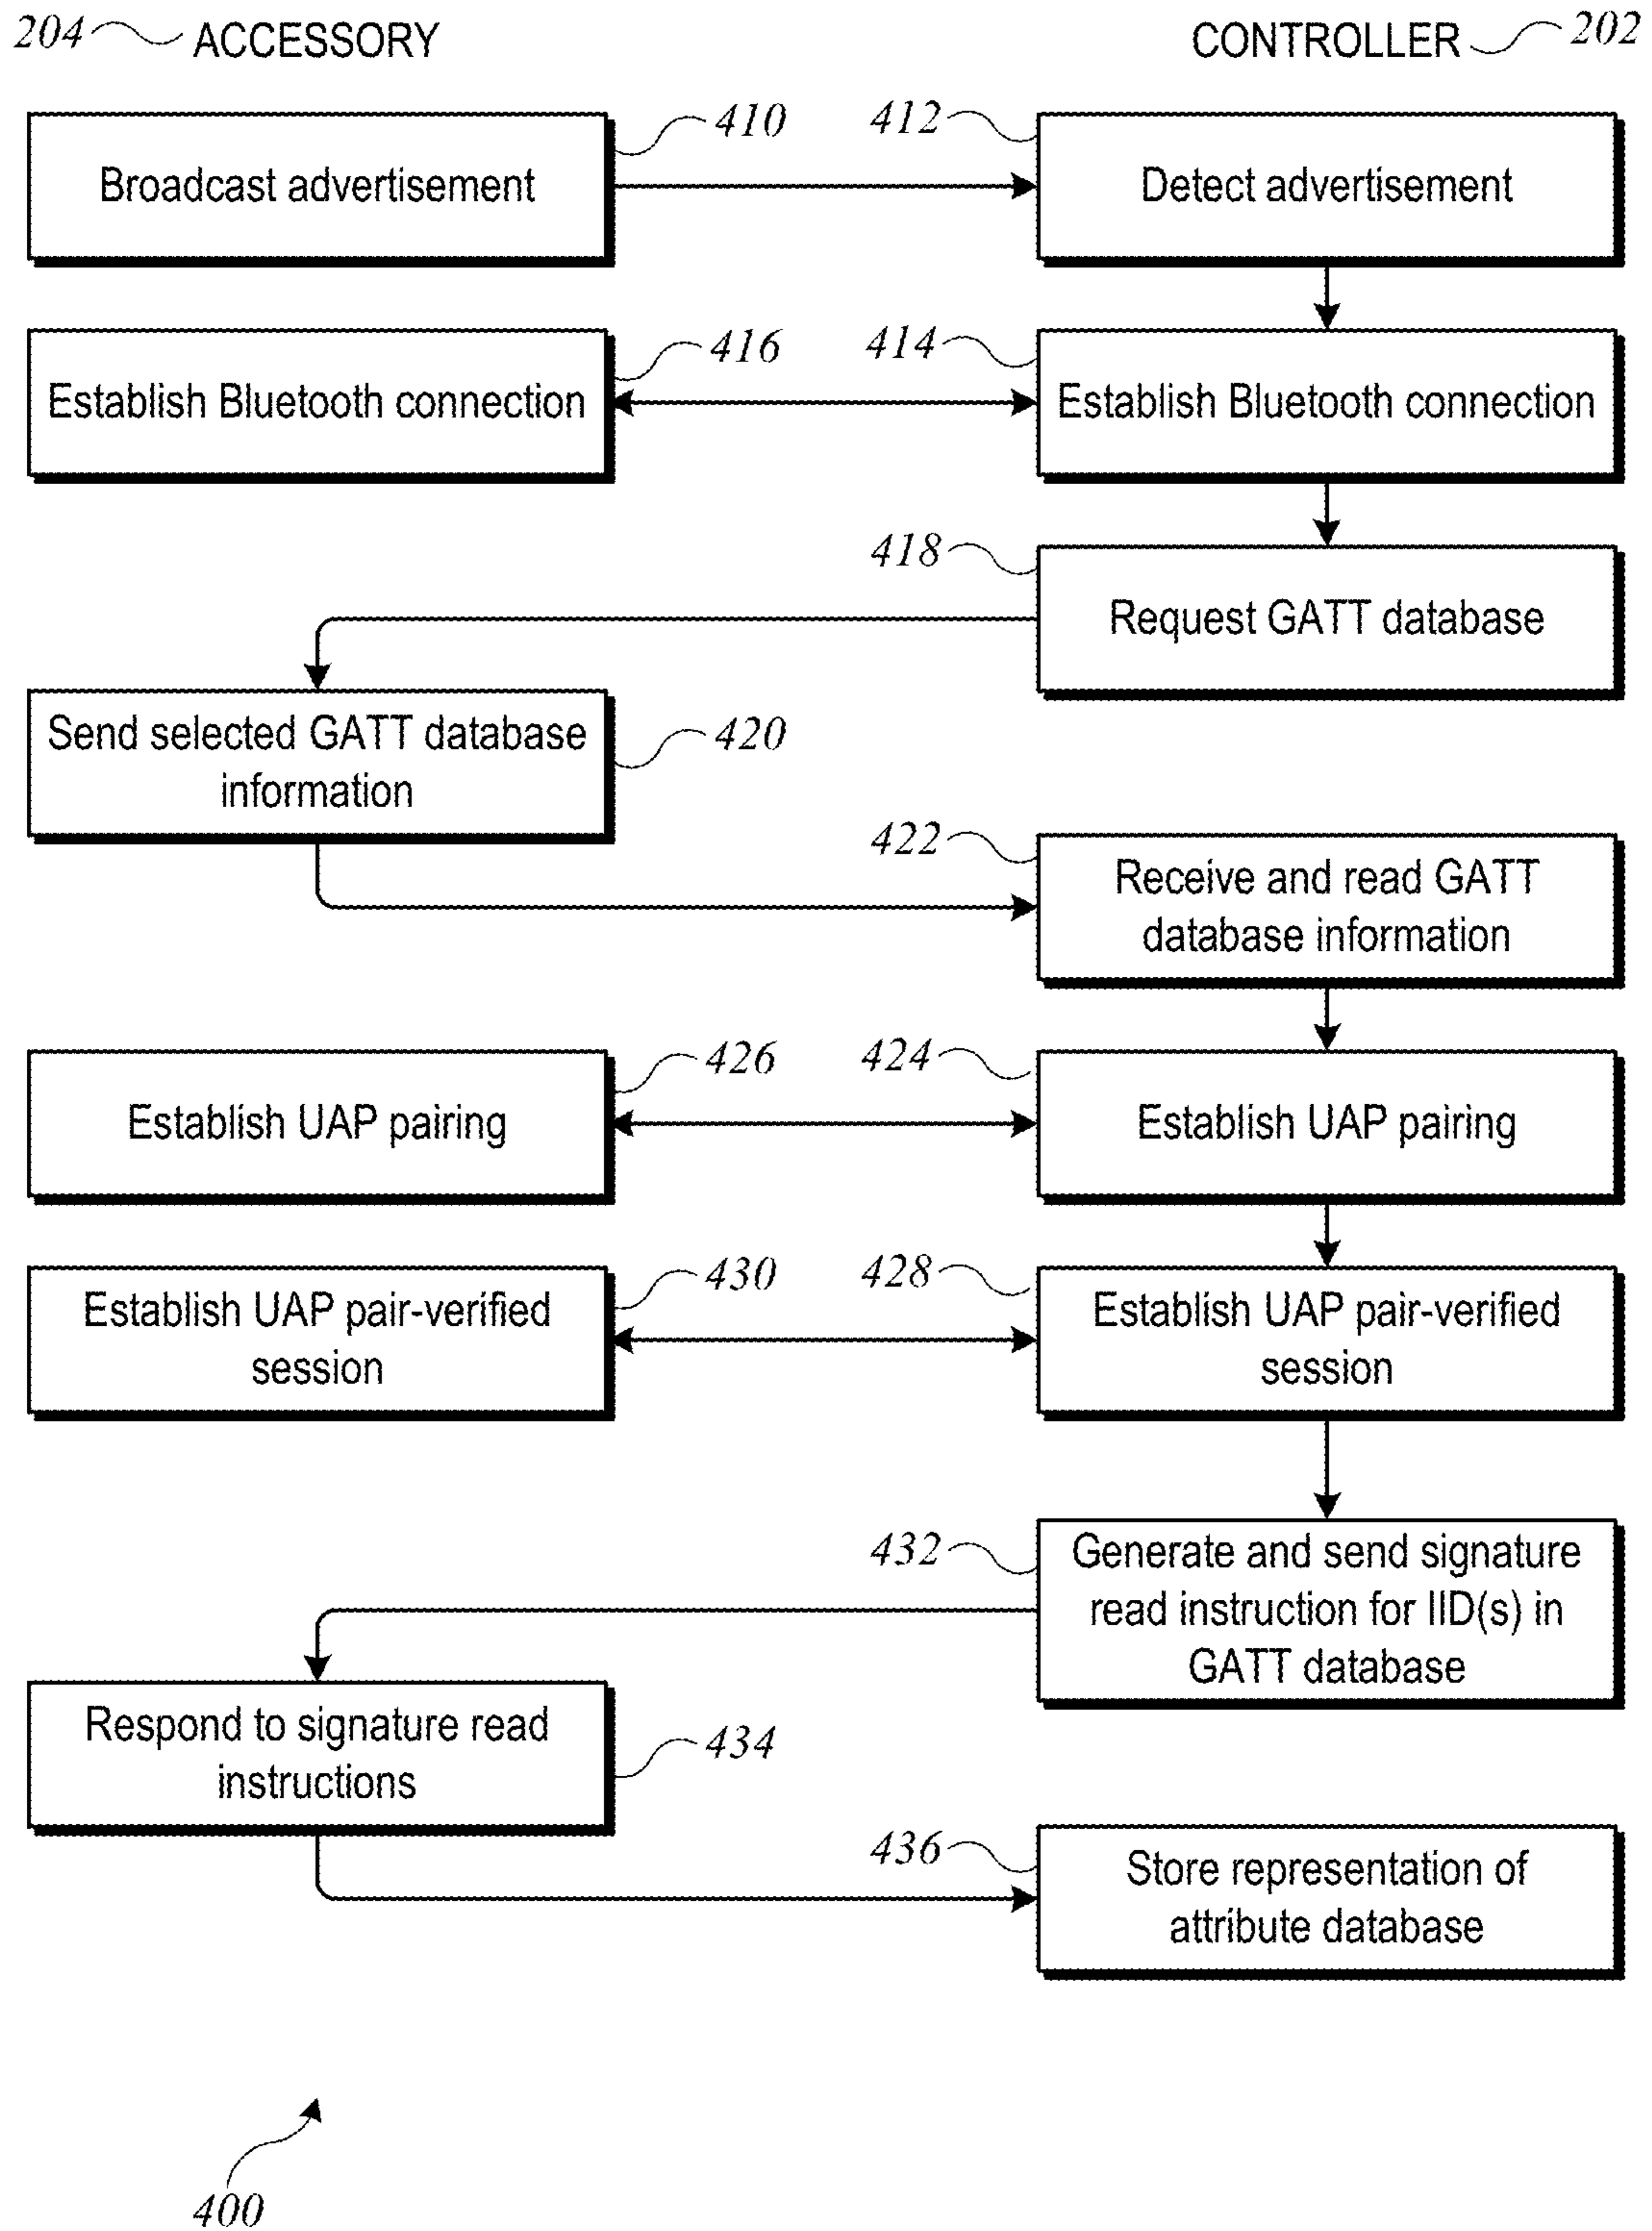 204 ACCESSORY CONTROLLER 202
410 412
Broadcast advertisement Detect advertisement
416 414
Establish Bluetooth connection Establish Bluetooth connection
418
Request GATT database
Send selected GATT database
information
420
422
Receive and read GATT
database information
426 424
Establish UAP pairing Establish UAP pairing
430 428
Establish UAP pair-verified
session
Establish UAP pair-verified
session
432
Generate and send signature
read instruction for IID(s) in
GATT database
Respond to signature read
instructions
434
436
Store representation of
attribute database
400